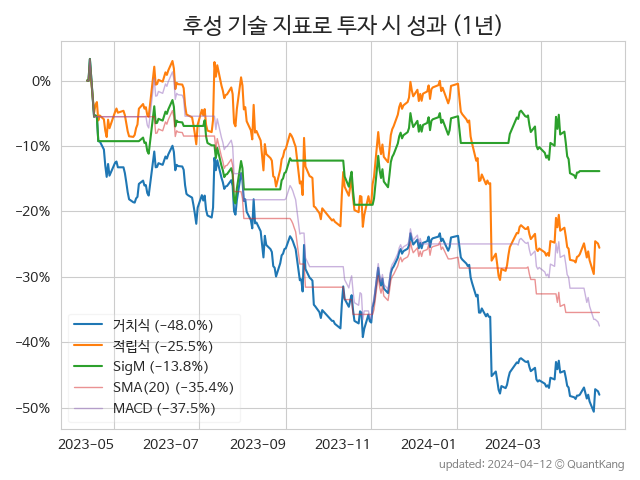 후성 기술 지표로 투자 시 성과 (1년)
0%
−10%
−20%
−30%
−40%
−50%
거치식 (−48.0%)
적립식 (−25.5%)
SigM (−13.8%)
SMA(20) (−35.4%)
MACD (−37.5%)
2023-05 2023-07 2023-09 2023-11 2024-01 2024-03
updated: 2024-04-12 © QuantKang